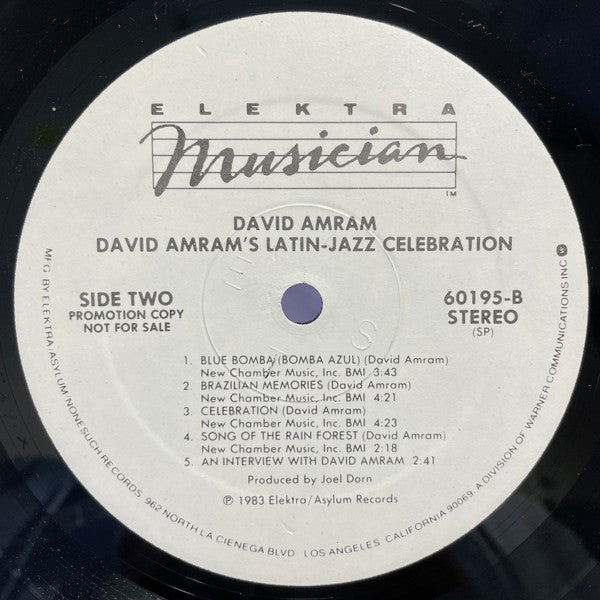 ELEKTRA
Musician
TM
DAVID AMRAM
DAVID AMRAM'S LATIN-JAZZ CELEBRATION
SIDE TWO
PROMOTION COPY
NOT FOR SALE
60195-B
STEREO
(SP)
1. BLUE BOMBA (BOMBA AZUL) (David Amram)
New Chamber Music, Inc. BMI 3:43
2. BRAZILIAN MEMORIES (David Amram)
New Chamber Music, Inc. BMI 4:21
3. CELEBRATION (David Amram)
New Chamber Music, Inc. BMI 4:23
4. SONG OF THE RAIN FOREST (David Amram)
New Chamber Music, Inc. BMI 2:18
5. AN INTERVIEW WITH DAVID AMRAM 2:41
Produced by Joel Dorn
℗ 1983 Elektra/Asylum Records
MFG. BY ELEKTRA/ASYLUM/NONESUCH RECORDS 962 NORTH LA CIENEGA BLVD LOS ANGELES, CALIFORNIA 90069. A DIVISION OF WARNER COMMUNICATIONS INC